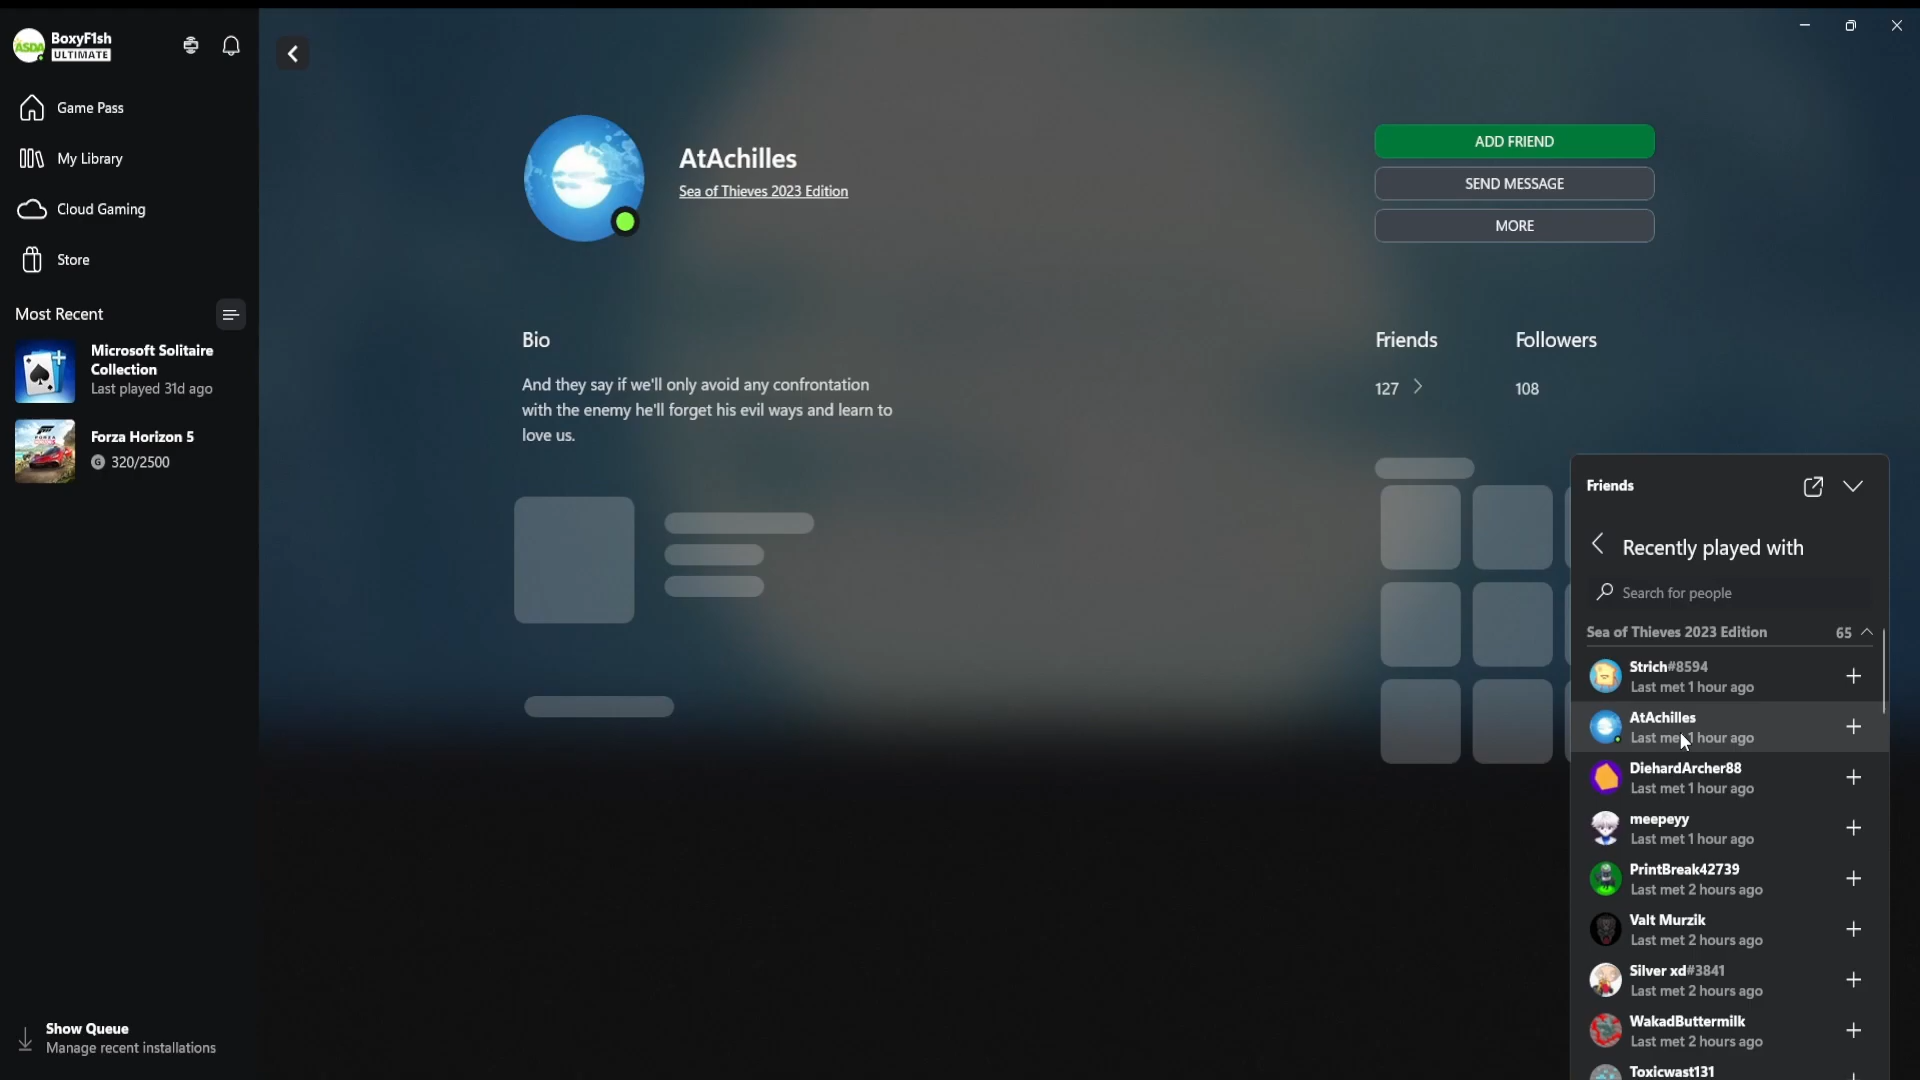 ASDA
BoxyF1sh
ULTIMATE
Game Pass
My Library
Cloud Gaming
Store
Most Recent
Microsoft Solitaire
Collection
Last played 31d ago
FORZA
Forza Horizon 5
G 320/2500
Show Queue
Manage recent installations
AtAchilles
Sea of Thieves 2023 Edition
ADD FRIEND
SEND MESSAGE
MORE
Bio
And they say if we'll only avoid any confrontation
with the enemy he'll forget his evil ways and learn to
love us.
Friends
Followers
127
108
Friends
Recently played with
Search for people
Sea of Thieves 2023 Edition 65
Strich#8594
Last met 1 hour ago
AtAchilles
Last met 1 hour ago
DiehardArcher88
Last met 1 hour ago
meepeyy
Last met 1 hour ago
PrintBreak42739
Last met 2 hours ago
Valt Murzik
Last met 2 hours ago
Silver xd#3841
Last met 2 hours ago
WakadButtermilk
Last met 2 hours ago
Toxicwast131